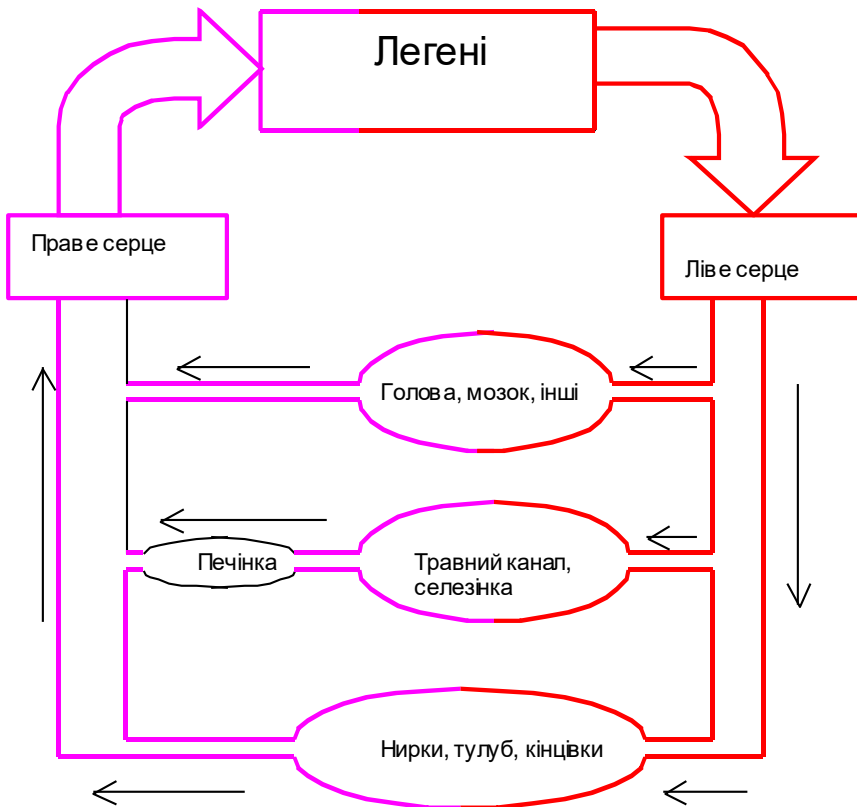 Легені
Праве серце
Ліве серце
Голова, мозок, інші
Печінка
Травний канал,
селезінка
Нирки, тулуб, кінцівки